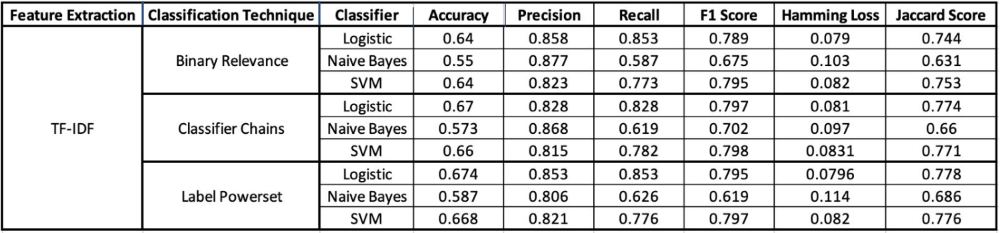 Feature Extraction Classification Technique Classifier Accuracy Precision Recall F1 Score Hamming Loss Jaccard Score
Logistic 0.64 0.858 0.853 0.789 0.079 0.744
Binary Relevance Naive Bayes 0.55 0.877 0.587 0.675 0.103 0.631
SVM 0.64 0.823 0.773 0.795 0.082 0.753
Logistic 0.67 0.828 0.828 0.797 0.081 0.774
TF-IDF Classifier Chains Naive Bayes 0.573 0.868 0.619 0.702 0.097 0.66
SVM 0.66 0.815 0.782 0.798 0.0831 0.771
Logistic 0.674 0.853 0.853 0.795 0.0796 0.778
Label Powerset Naive Bayes 0.587 0.806 0.626 0.619 0.114 0.686
SVM 0.668 0.821 0.776 0.797 0.082 0.776